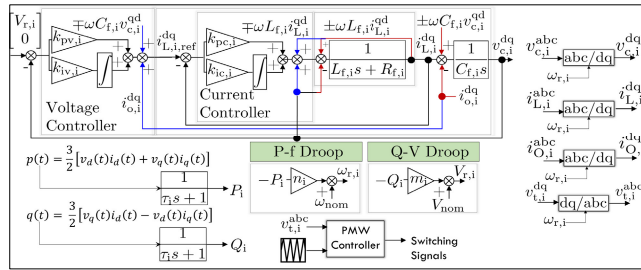 [V_{r,i} 0]
∓ωC_{f,i}v_{c,i}^{qd}
∓ωL_{f,i}i_{L,i}^{qd}
±ωL_{f,i}i_{L,i}^{qd}
i_{L,i}^{dq}
±ωC_{f,i}v_{c,i}^{qd}
v_{c,i}^{dq}
k_{pv,i}
k_{iv,i}
∫
i_{L,i,ref}^{dq}
k_{pc,i}
k_{ic,i}
∫
1 / (L_{f,i}s + R_{f,i})
1 / (C_{f,i}s)
Voltage
Controller
i_{o,i}^{dq}
Current
Controller
i_{o,i}^{dq}
v_{c,i}^{abc} abc/dq v_{c,i}^{dq}
ω_{r,i}
i_{L,i}^{abc} abc/dq i_{L,i}^{dq}
ω_{r,i}
i_{O,i}^{abc} abc/dq i_{O,i}^{dq}
ω_{r,i}
v_{t,i}^{dq} dq/abc v_{t,i}^{abc}
ω_{r,i}
P-f Droop
Q-V Droop
−P_i n_i ω_{r,i}
ω_{nom}
−Q_i m_i V_{r,i}
V_{nom}
p(t) = 3/2 [v_d(t)i_d(t) + v_q(t)i_q(t)]
1 / (τ_i s + 1) P_i
q(t) = 3/2 [v_q(t)i_d(t) − v_d(t)i_q(t)]
1 / (τ_i s + 1) Q_i
v_{t,i}^{abc}
PMW
Controller
Switching
Signals